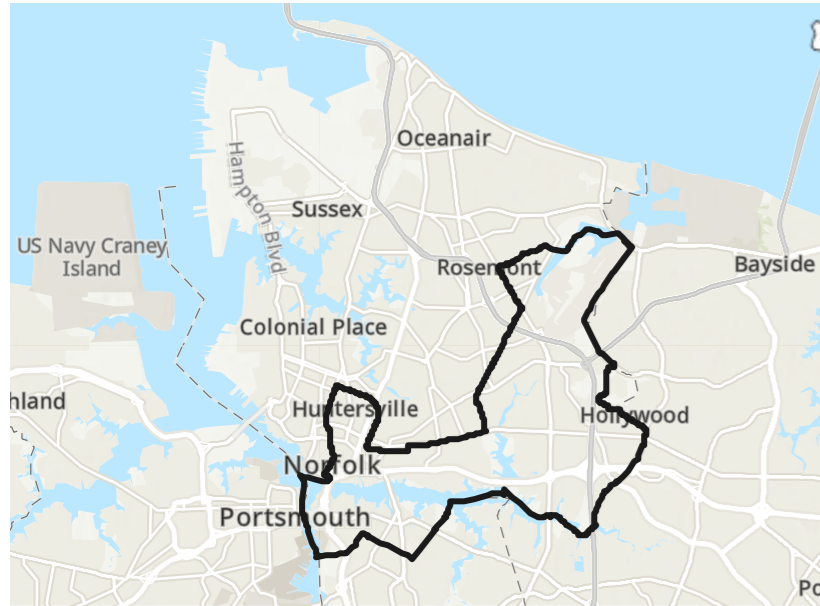 Oceanair
Hampton Blvd
Sussex
US Navy Craney
Island
Rosemont
Bayside
Colonial Place
hland
Huntersville
Hollywood
Norfolk
Portsmouth
Po